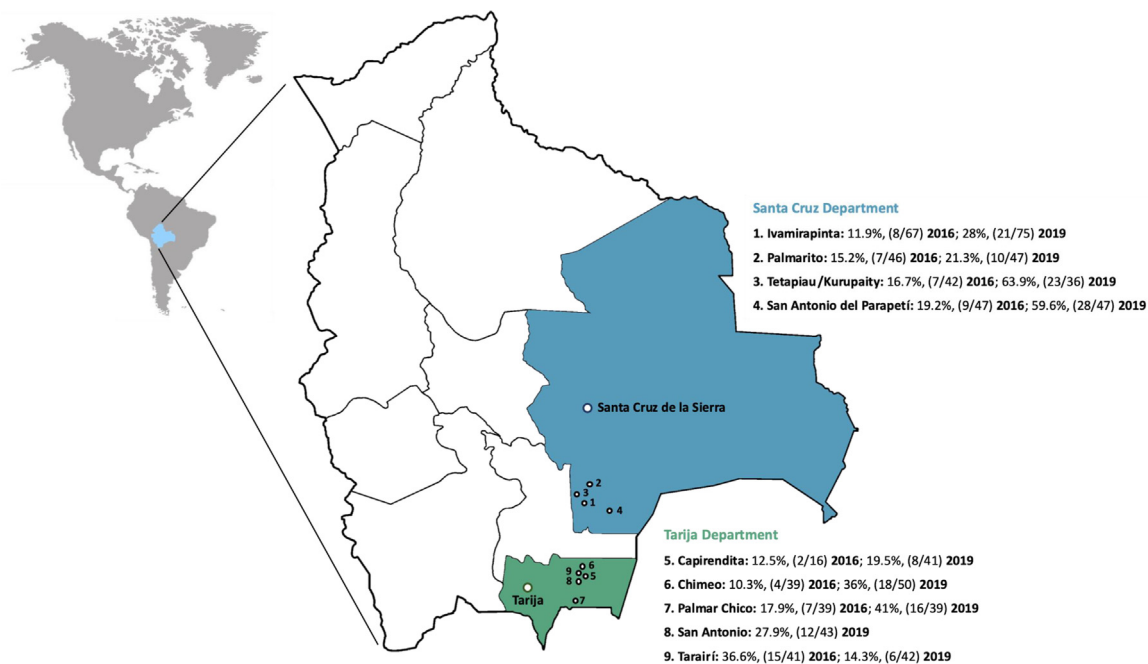 Santa Cruz Department
1. Ivamirapinta: 11.9%, (8/67) 2016; 28%, (21/75) 2019
2. Palmarito: 15.2%, (7/46) 2016; 21.3%, (10/47) 2019
3. Tetapiau/Kurupaity: 16.7%, (7/42) 2016; 63.9%, (23/36) 2019
4. San Antonio del Parapetí: 19.2%, (9/47) 2016; 59.6%, (28/47) 2019
Santa Cruz de la Sierra
2
3
1
4
Tarija Department
5. Capirendita: 12.5%, (2/16) 2016; 19.5%, (8/41) 2019
6. Chimeo: 10.3%, (4/39) 2016; 36%, (18/50) 2019
7. Palmar Chico: 17.9%, (7/39) 2016; 41% (16/39) 2019
8. San Antonio: 27.9%, (12/43) 2019
9. Tarairí: 36.6%, (15/41) 2016; 14.3%, (6/42) 2019
6
9
5
8
7
Tarija